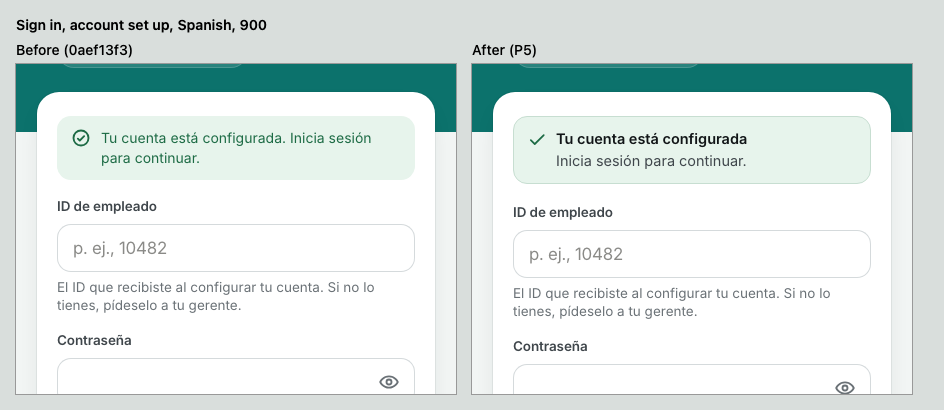 Sign in, account set up, Spanish, 900
Before (0aef13f3)
Tu cuenta está configurada. Inicia sesión
para continuar.
ID de empleado
p. ej., 10482
El ID que recibiste al configurar tu cuenta. Si no lo
tienes, pídeselo a tu gerente.
Contraseña
After (P5)
Tu cuenta está configurada
Inicia sesión para continuar.
ID de empleado
p. ej., 10482
El ID que recibiste al configurar tu cuenta. Si no lo
tienes, pídeselo a tu gerente.
Contraseña